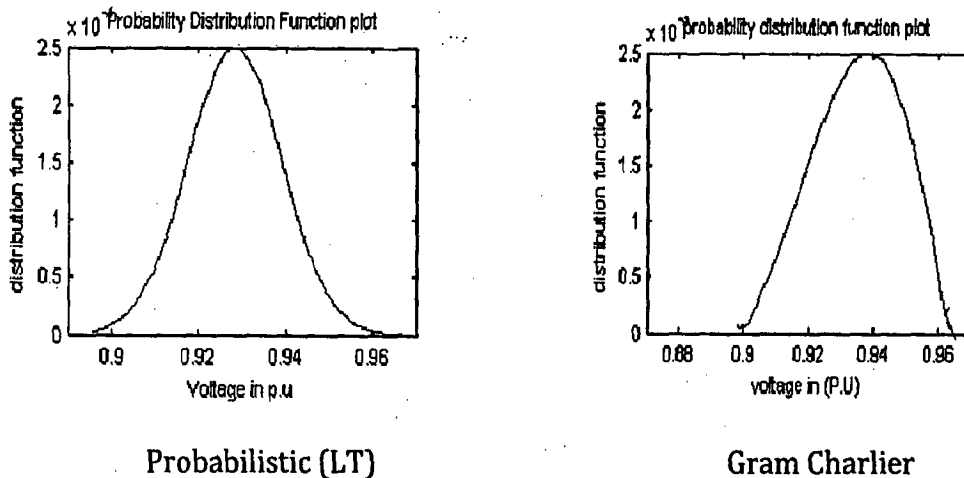 x 10 Probability Distribution Function plot
2.5
2
1.5
1
0.5
0
distribution function
0.9 0.92 0.94 0.96
Voltage in p.u
Probabilistic (LT)
x 10 probability distribution function plot
2.5
2
1.5
1
0.5
0
distribution function
0.88 0.9 0.92 0.94 0.96
voltage in (P.U)
Gram Charlier